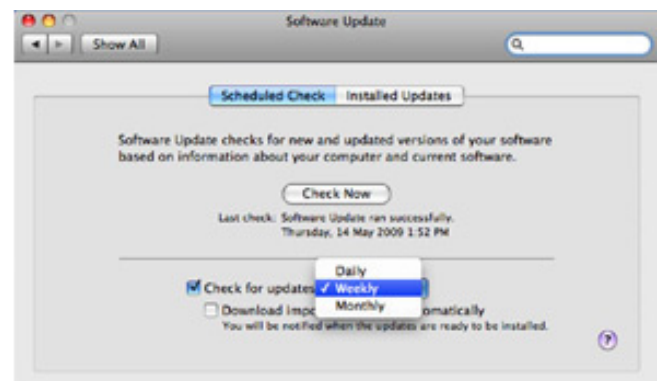 Software Update
Show All
Scheduled Check Installed Updates
Software Update checks for new and updated versions of your software
based on information about your computer and current software.
Check Now
Last check: Software Update ran successfully.
Thursday, 14 May 2009 1:52 PM
Daily
Check for updates ✓ Weekly
Monthly
Download impo omatically
You will be notified when the updates are ready to be installed.
?